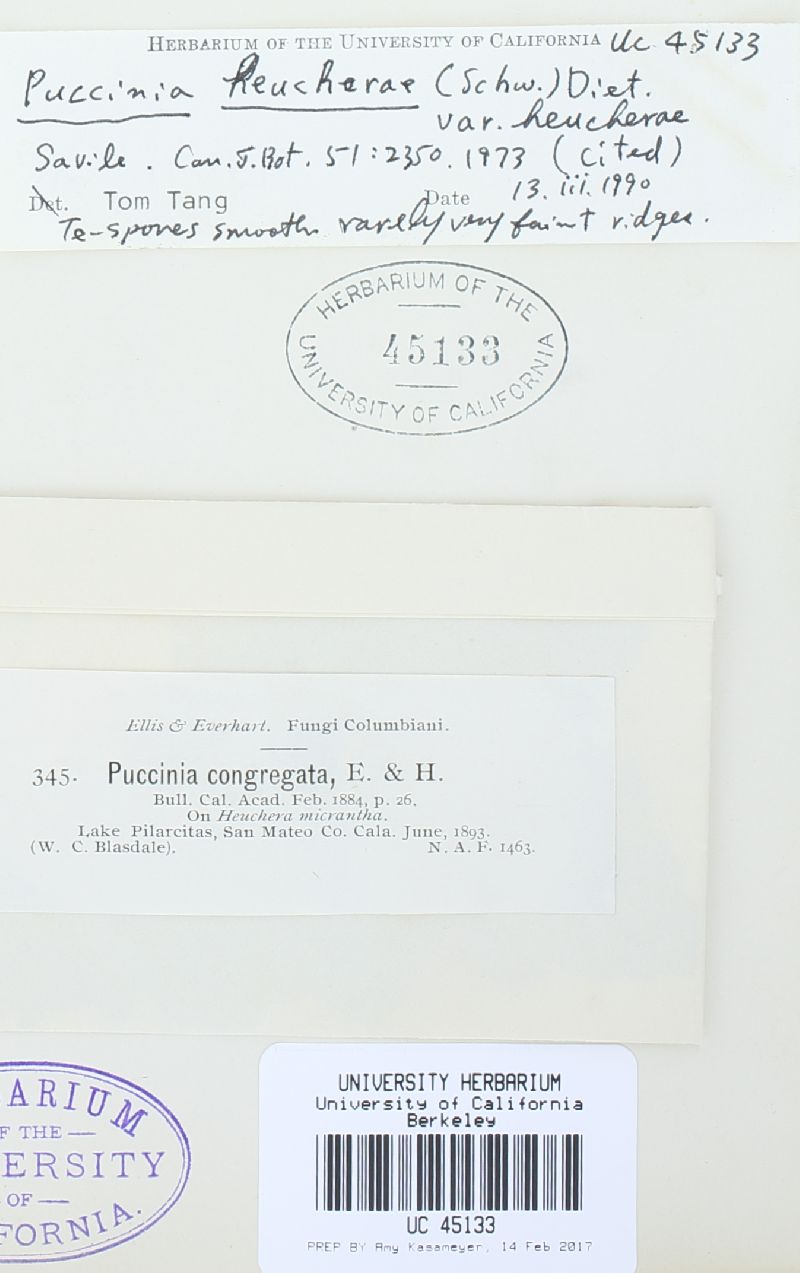 HERBARIUM OF THE UNIVERSITY OF CALIFORNIA UC 45133
Puccinia heucherae (Schw.) Diet.
var. heucherae
Savile. Can. J. Bot. 51:2350. 1973 (cited)
Det. Tom Tang Date 13. iii. 1990
Te-spores smooth rarely very faint ridges.
HERBARIUM OF THE
45133
UNIVERSITY OF CALIFORNIA
Ellis & Everhart. Fungi Columbiani.
345. Puccinia congregata, E. & H.
Bull. Cal. Acad. Feb. 1884, p. 26,
On Heuchera micrantha.
Lake Pilarcitas, San Mateo Co. Cala. June, 1893.
(W. C. Blasdale). N. A. F. 1463.
ARIUM
F THE
ERSITY
OF
FORNIA.
UNIVERSITY HERBARIUM
University of California
Berkeley
UC 45133
PREP BY Amy Kasameyer, 14 Feb 2017